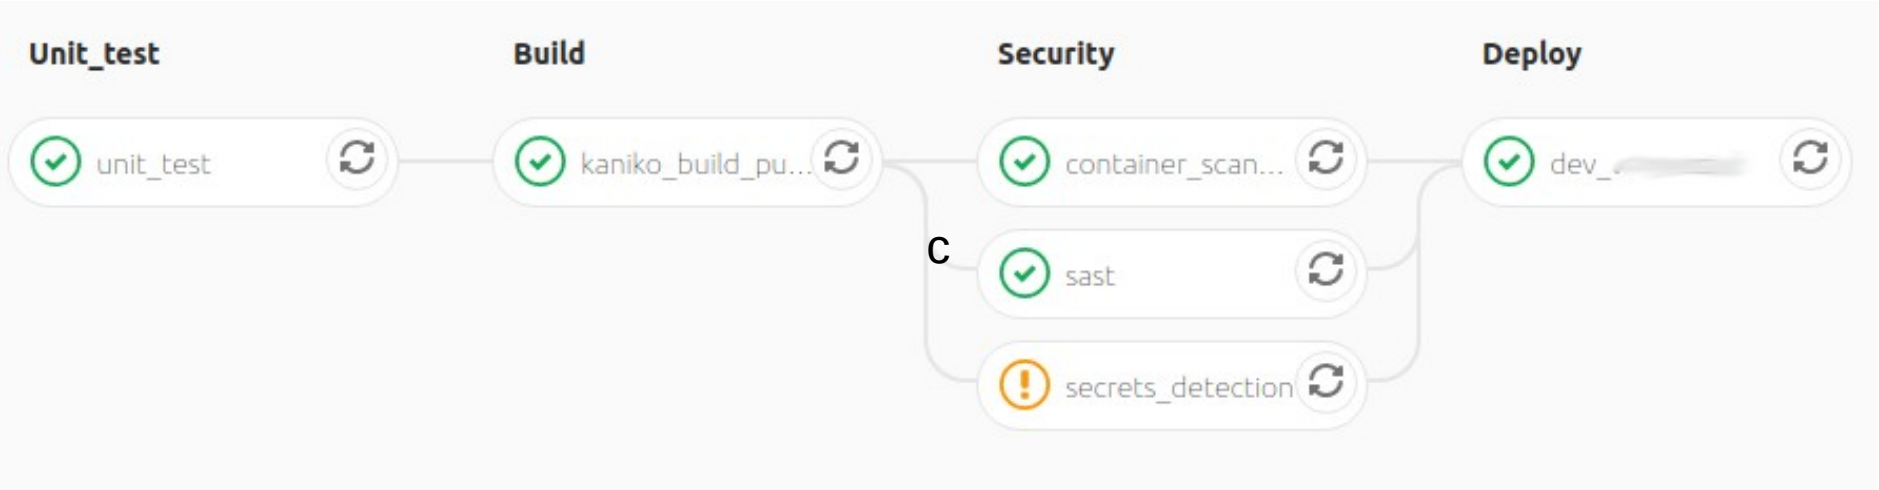 Unit_test
Build
Security
Deploy
unit_test
kaniko_build_pu...
container_scan...
dev_
C
sast
secrets_detection